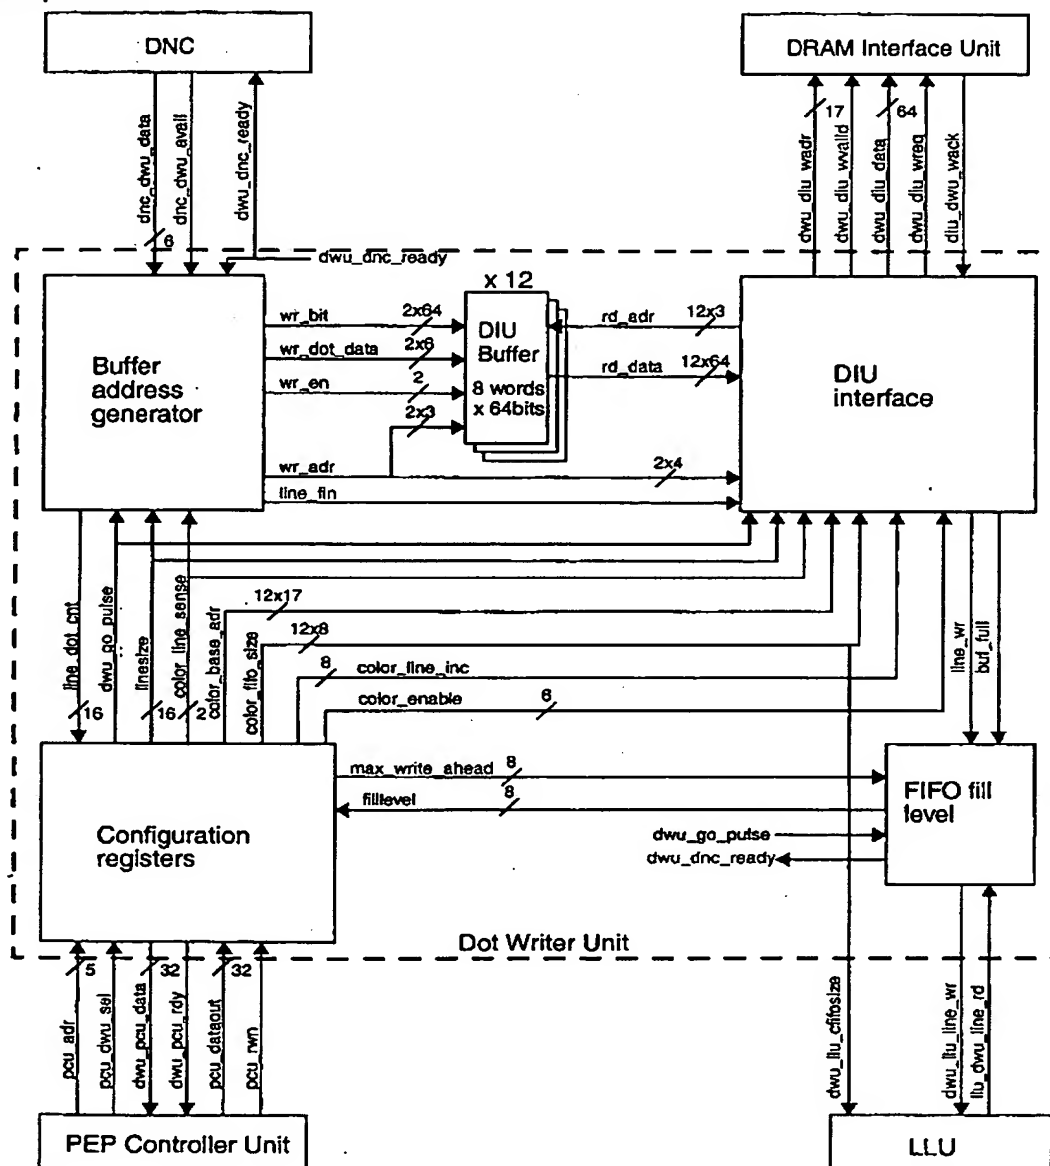 DNC
DRAM Interface Unit
dnc_dwu_data
6
dnc_dwu_avail
dwu_dnc_ready
dwu_diu_wadr
17
dwu_diu_wvalid
dwu_diu_data
64
dwu_diu_wreq
diu_dwu_wack
dwu_dnc_ready
x 12
Buffer
address
generator
wr_bit
2x64
wr_dot_data
2x6
wr_en
2
2x3
wr_adr
2x4
line_fin
DIU
Buffer
8 words
x 64bits
rd_adr
12x3
rd_data
12x64
DIU
interface
line_dot_cnt
16
dwu_go_pulse
linesize
16
color_line_sense
2
color_base_adr
12x17
color_fifo_size
12x8
8
color_line_inc
color_enable
6
line_wr
buf_full
Configuration
registers
max_write_ahead
8
filllevel
8
dwu_go_pulse
dwu_dnc_ready
FIFO fill
level
Dot Writer Unit
pcu_adr
5
pcu_dwu_sel
dwu_pcu_data
32
dwu_pcu_rdy
pcu_dataout
32
pcu_rwn
dwu_llu_cfifosize
dwu_llu_line_wr
llu_dwu_line_rd
PEP Controller Unit
LLU